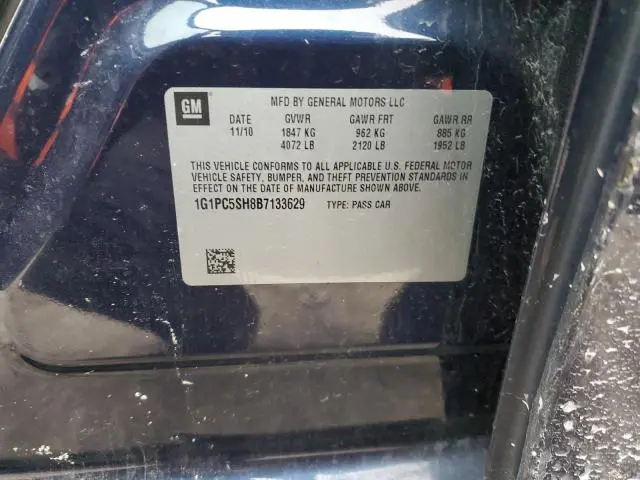 GM
MFD BY GENERAL MOTORS LLC
DATE GVWR GAWR FRT GAWR RR
11/10 1847 KG 962 KG 885 KG
4072 LB 2120 LB 1952 LB
THIS VEHICLE CONFORMS TO ALL APPLICABLE U.S. FEDERAL MOTOR
VEHICLE SAFETY, BUMPER, AND THEFT PREVENTION STANDARDS
IN EFFECT ON THE DATE OF MANUFACTURE SHOWN ABOVE.
1G1PC5SH8B7133629 TYPE: PASS CAR